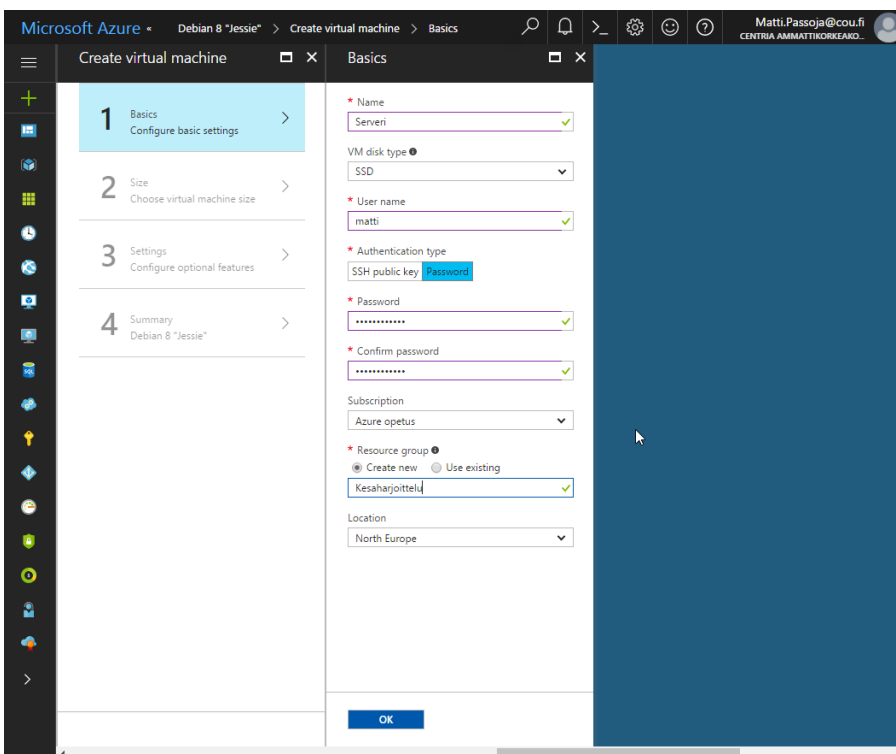 Microsoft Azure « Debian 8 "Jessie" > Create virtual machine > Basics
Matti.Passoja@cou.fi
CENTRIA AMMATTIKORKEAKO...
Create virtual machine
1
Basics
Configure basic settings
2
Size
Choose virtual machine size
3
Settings
Configure optional features
4
Summary
Debian 8 "Jessie"
Basics
* Name
Serveri
VM disk type
SSD
* User name
matti
* Authentication type
SSH public key Password
* Password
••••••••••••
* Confirm password
••••••••••••
Subscription
Azure opetus
* Resource group
Create new Use existing
Kesaharjoittelu
Location
North Europe
OK